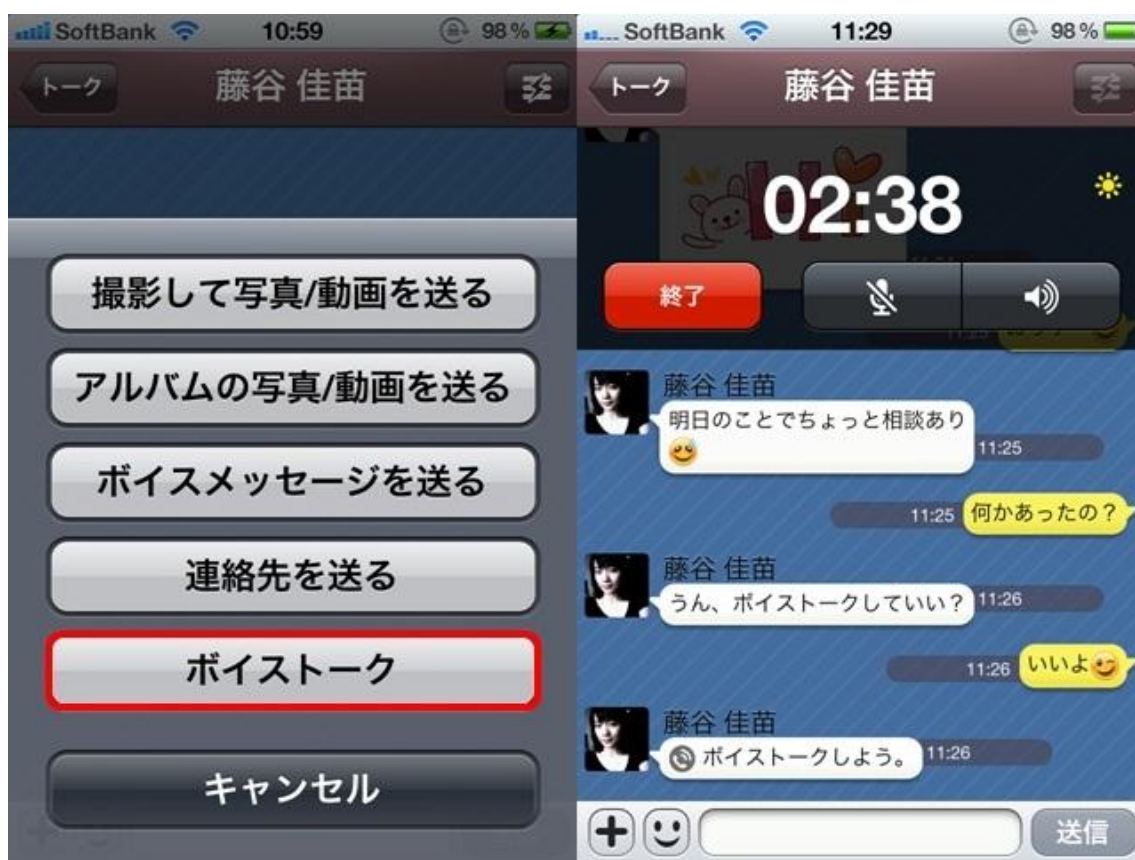 SoftBank 10:59 98%
トーク 藤谷 佳苗
撮影して写真/動画を送る
アルバムの写真/動画を送る
ボイスメッセージを送る
連絡先を送る
ボイストーク
キャンセル
SoftBank 11:29 98%
トーク 藤谷 佳苗
02:38
終了
藤谷 佳苗
明日のことでちょっと相談あり
11:25
11:25 何かあったの？
藤谷 佳苗
うん、ボイストークしていい？ 11:26
11:26 いいよ
藤谷 佳苗
ボイストークしよう。 11:26
送信